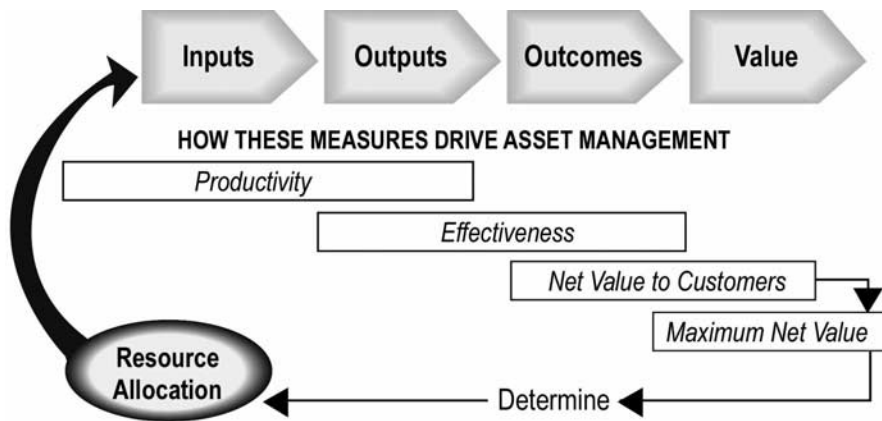 Inputs
Outputs
Outcomes
Value
HOW THESE MEASURES DRIVE ASSET MANAGEMENT
Productivity
Effectiveness
Net Value to Customers
Maximum Net Value
Resource
Allocation
Determine